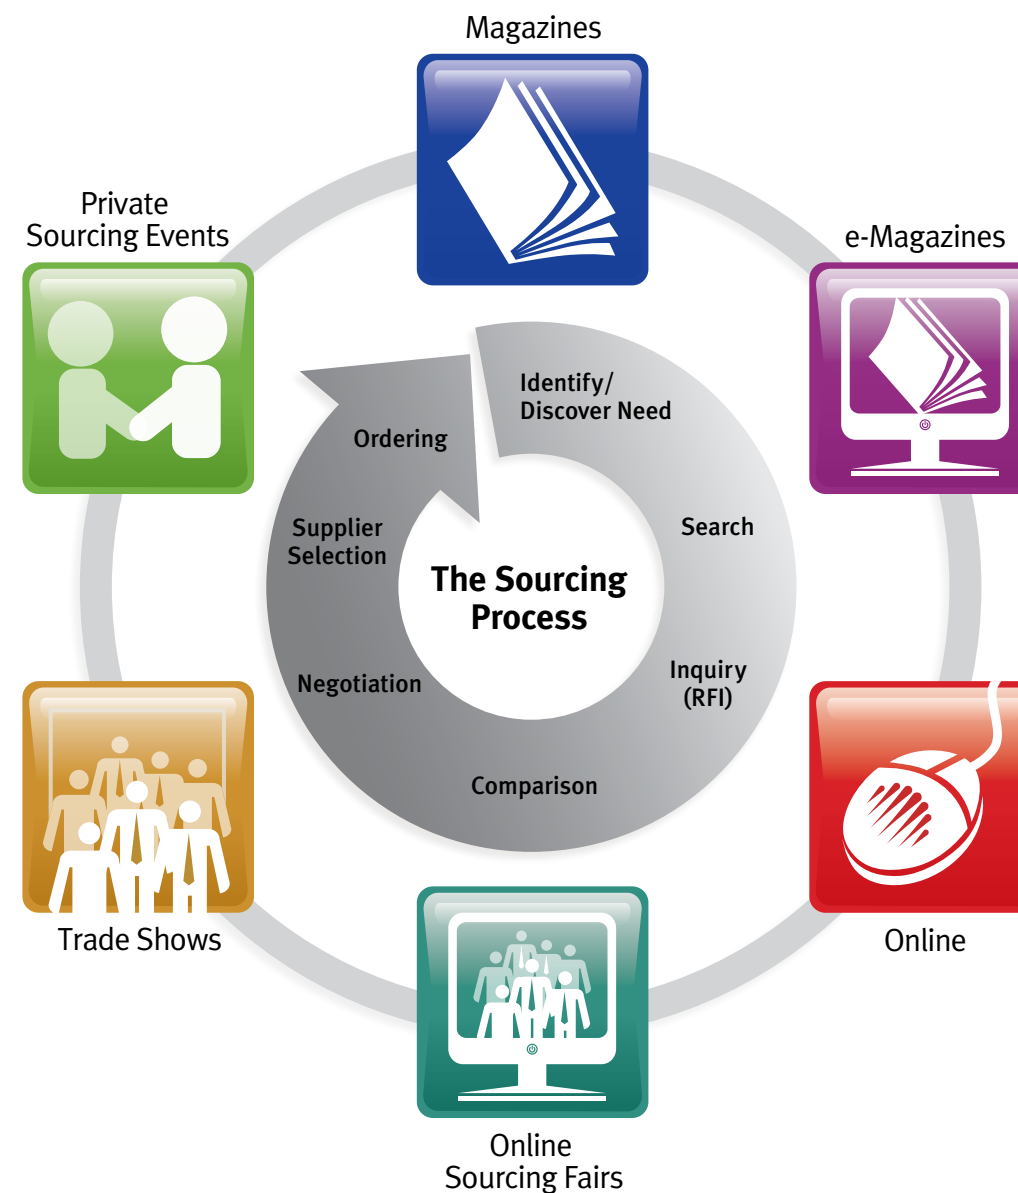 Magazines
Private
Sourcing Events
e-Magazines
Identify/
Discover Need
Ordering
Search
Supplier
Selection
The Sourcing
Process
Inquiry
(RFI)
Negotiation
Comparison
Trade Shows
Online
Online
Sourcing Fairs